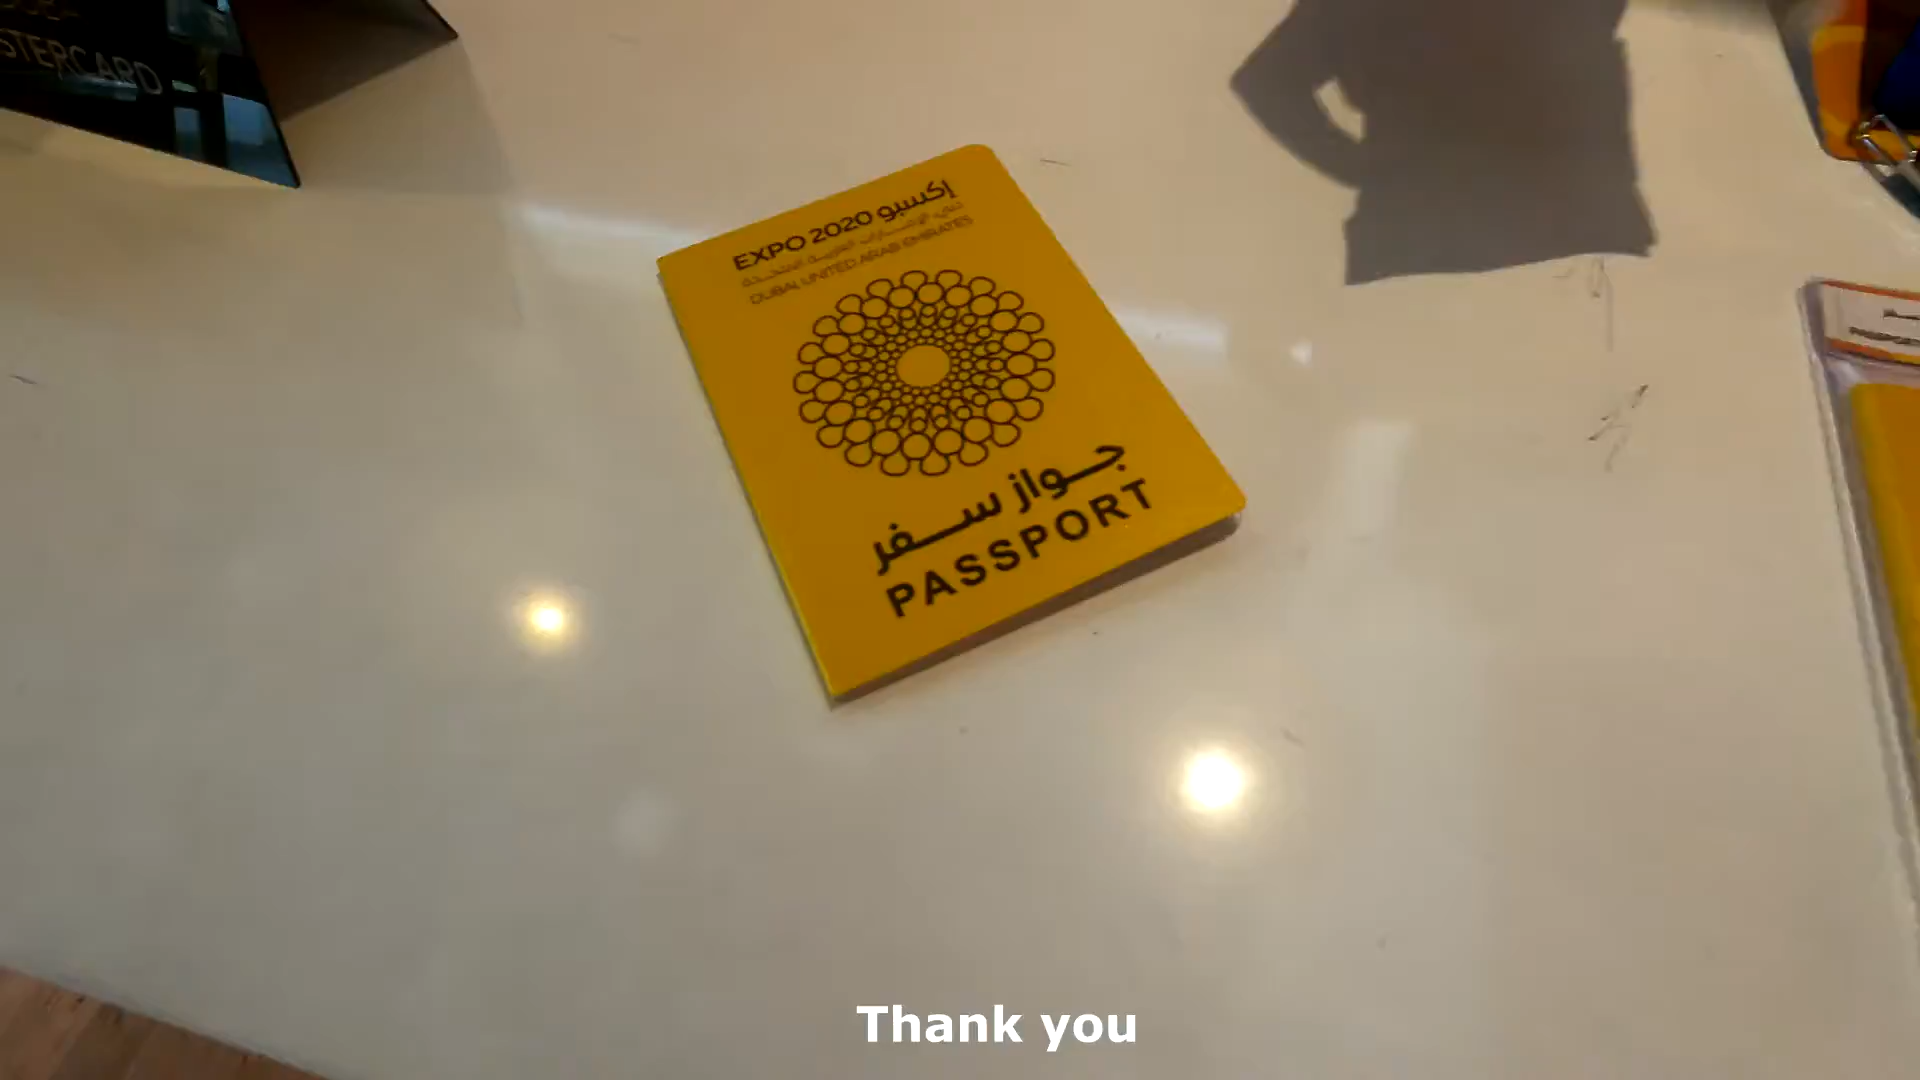 STERCARD
EXPO 2020 إكسبو
دبي، الإمارات العربية المتحدة
DUBAI, UNITED ARAB EMIRATES
جواز سفر
PASSPORT
Thank you